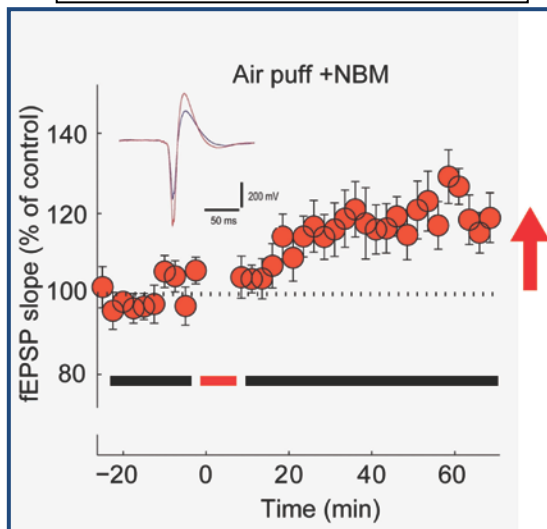 Air puff +NBM
fEPSP slope (% of control)
140
120
100
80
200 mV
50 ms
−20 0 20 40 60
Time (min)